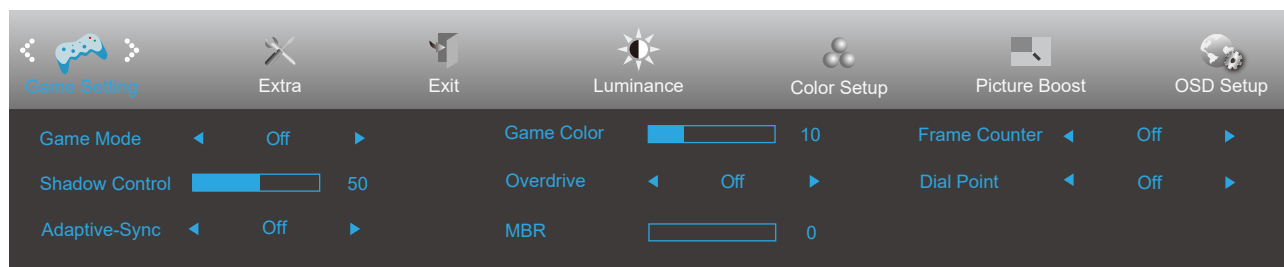 Game Setting Extra Exit Luminance Color Setup Picture Boost OSD Setup
Game Mode Off Game Color 10 Frame Counter Off
Shadow Control 50 Overdrive Off Dial Point Off
Adaptive-Sync Off MBR 0